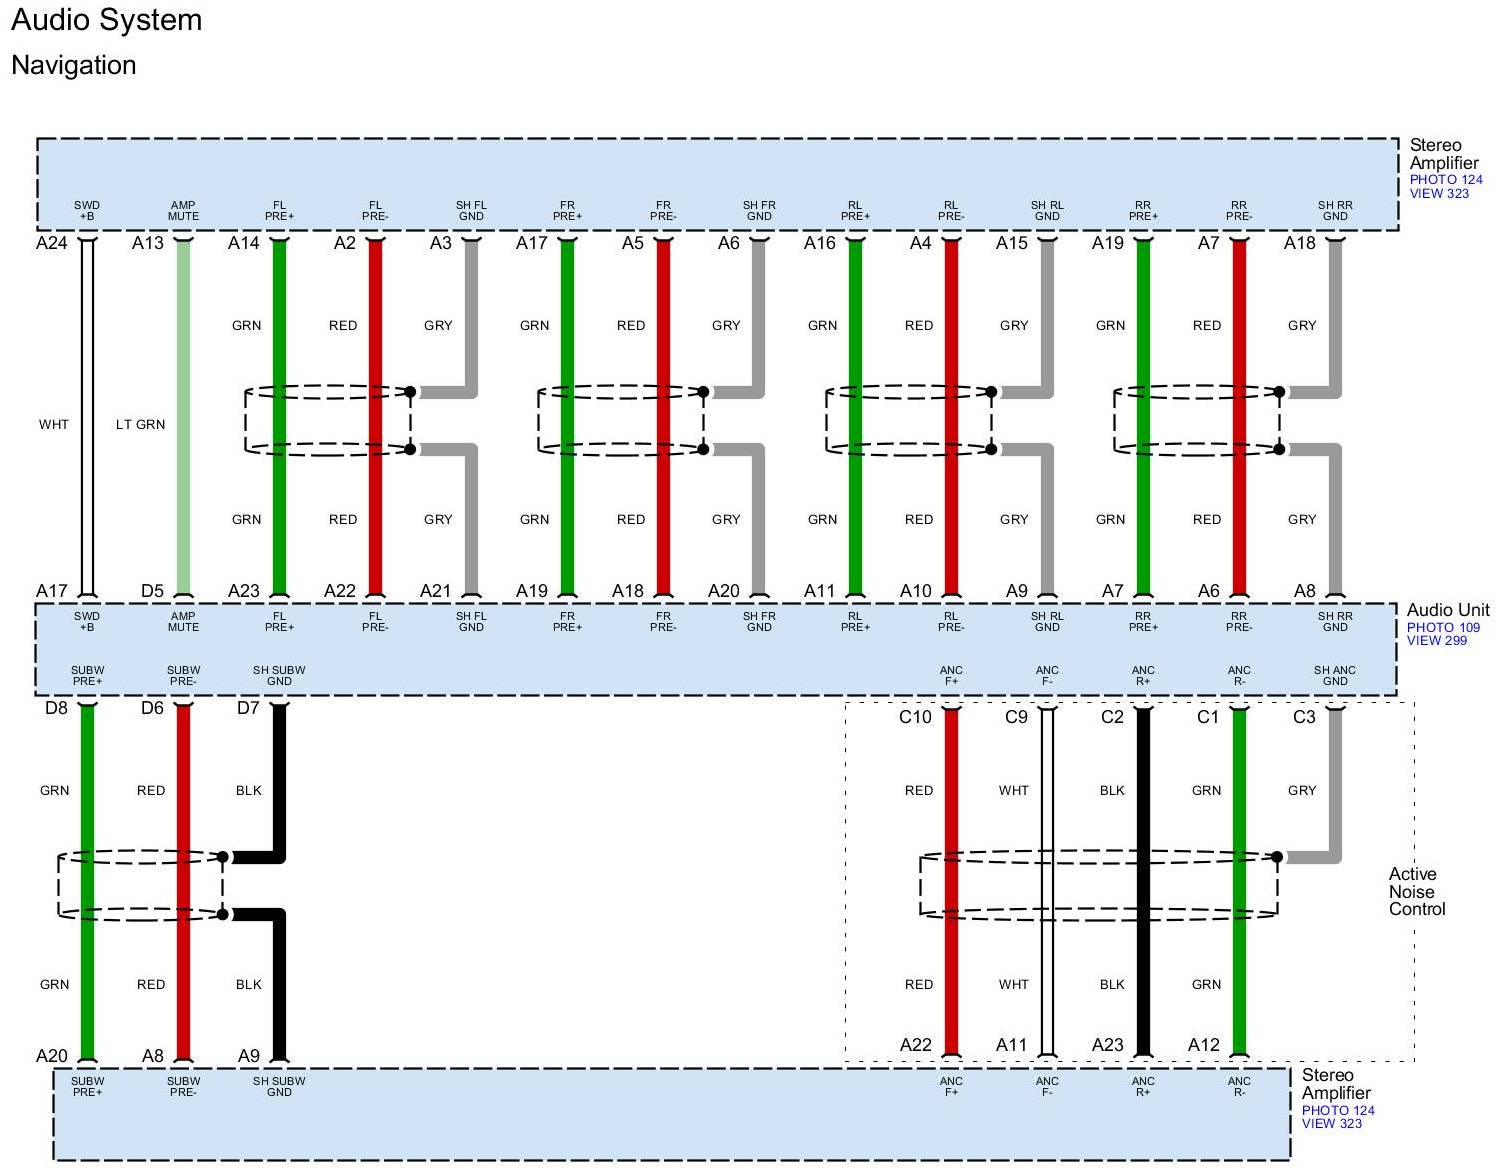 Audio System
Navigation
Stereo
Amplifier
PHOTO 124
VIEW 323
SWD AMP FL FL SH FL FR FR SH FR RL RL SH RL RR RR SH RR
+B MUTE PRE+ PRE- GND PRE+ PRE- GND PRE+ PRE- GND PRE+ PRE- GND
A24 A13 A14 A2 A3 A17 A5 A6 A16 A4 A15 A19 A7 A18
GRN RED GRY GRN RED GRY GRN RED GRY GRN RED GRY
WHT LT GRN
GRN RED GRY GRN RED GRY GRN RED GRY GRN RED GRY
A17 D5 A23 A22 A21 A19 A18 A20 A11 A10 A9 A7 A6 A8
Audio Unit
PHOTO 109
VIEW 299
SWD AMP FL FL SH FL FR FR SH FR RL RL SH RL RR RR SH RR
+B MUTE PRE+ PRE- GND PRE+ PRE- GND PRE+ PRE- GND PRE+ PRE- GND
SUBW SUBW SH SUBW ANC ANC ANC ANC SH ANC
PRE+ PRE- GND F+ F- R+ R- GND
D8 D6 D7 C10 C9 C2 C1 C3
GRN RED BLK RED WHT BLK GRN GRY
Active
Noise
Control
GRN RED BLK RED WHT BLK GRN
A20 A8 A9 A22 A11 A23 A12
SUBW SUBW SH SUBW ANC ANC ANC ANC
PRE+ PRE- GND F+ F- R+ R-
Stereo
Amplifier
PHOTO 124
VIEW 323